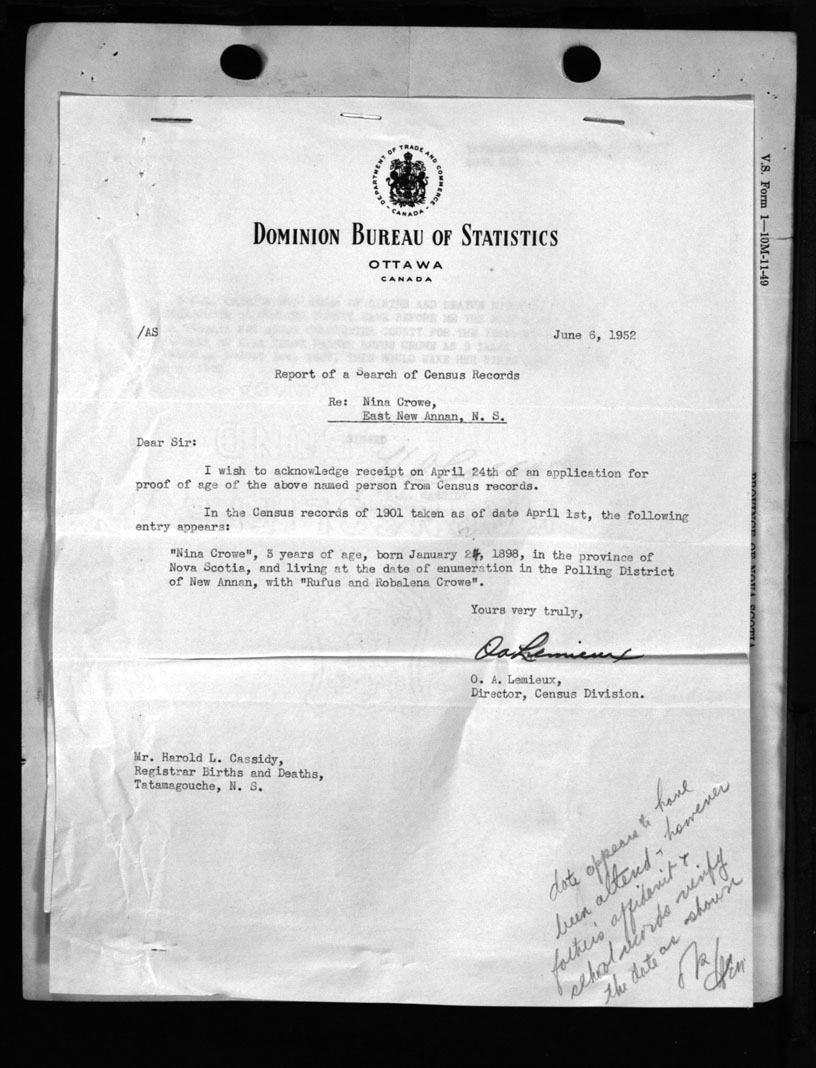 DEPARTMENT OF TRADE AND COMMERCE
CANADA
DOMINION BUREAU OF STATISTICS
OTTAWA
CANADA
V.S. Form 1—10M-11-49
/AS
June 6, 1952
Report of a Search of Census Records
Re: Nina Crowe,
East New Annan, N. S.
Dear Sir:
I wish to acknowledge receipt on April 24th of an application for
proof of age of the above named person from Census records.
In the Census records of 1901 taken as of date April 1st, the following
entry appears:
"Nina Crowe", 3 years of age, born January 24, 1898, in the province of
Nova Scotia, and living at the date of enumeration in the Polling District
of New Annan, with "Rufus and Robalena Crowe".
Yours very truly,
OaLemieux
O. A. Lemieux,
Director, Census Division.
PROVINCE OF NOVA SCOTIA
Mr. Harold L. Cassidy,
Registrar Births and Deaths,
Tatamagouche, N. S.
date appears to have
been altered - however
father's affidavit +
school records verify
the date as shown